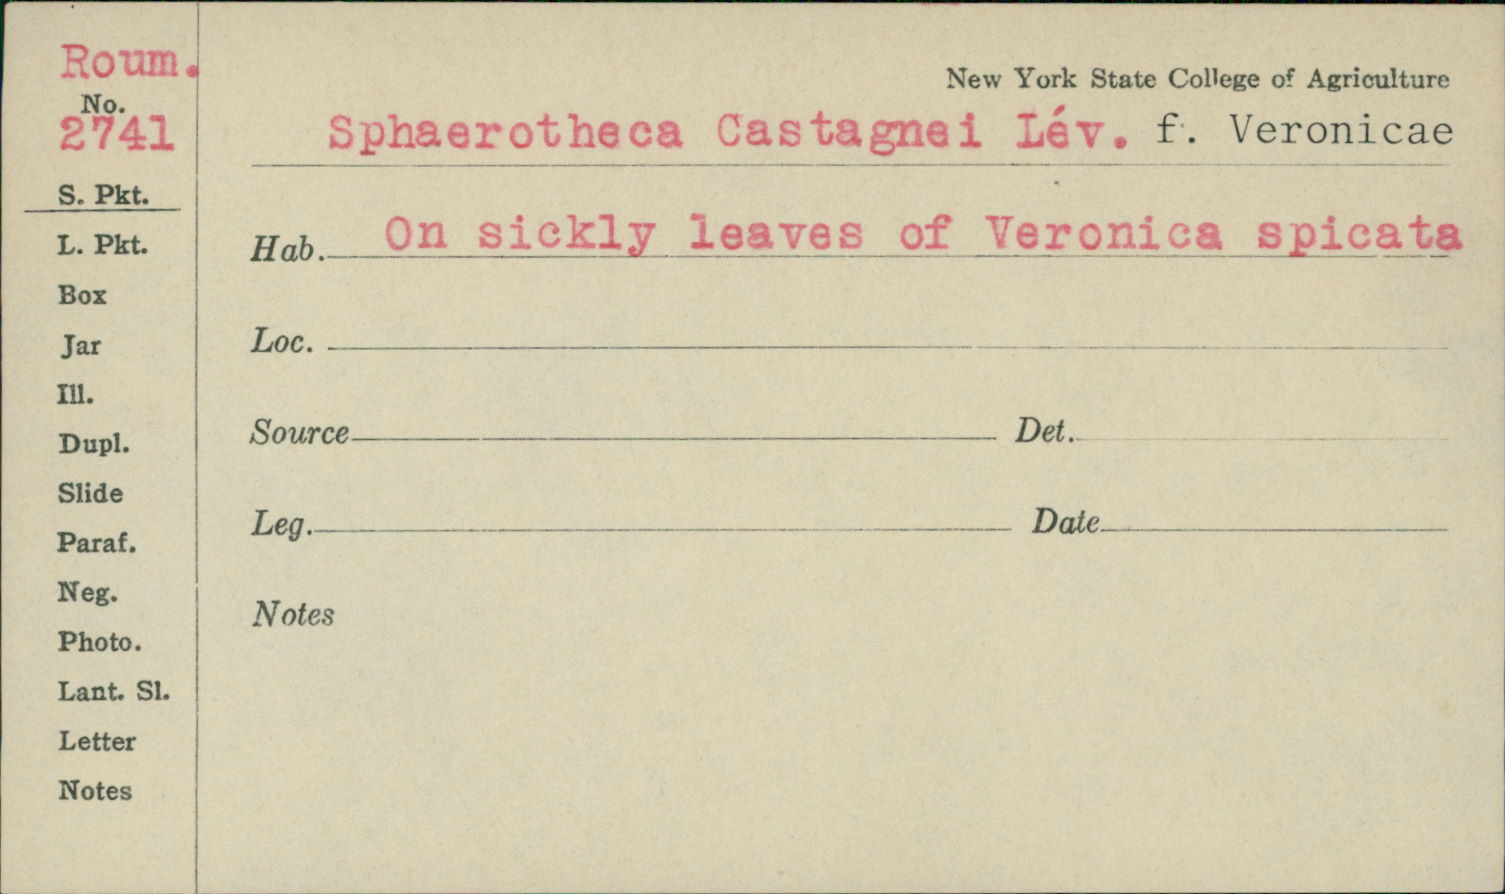 Roum.
No.
2741
S. Pkt.
L. Pkt.
Box
Jar
Ill.
Dupl.
Slide
Paraf.
Neg.
Photo.
Lant. Sl.
Letter
Notes
New York State College of Agriculture
Sphaerotheca Castagnei Lév. f. Veronicae
Hab. On sickly leaves of Veronica spicata
Loc.
Source Det.
Leg. Date
Notes